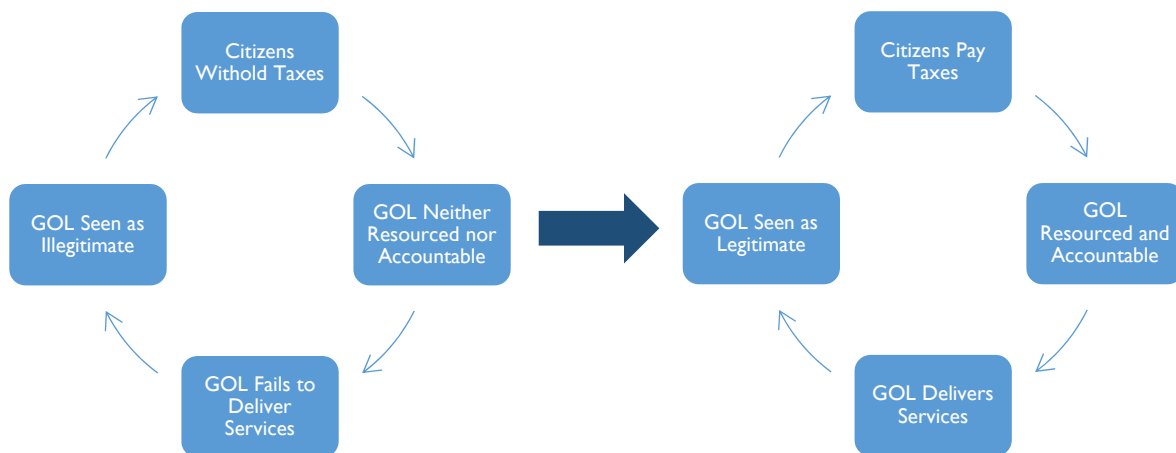 Citizens
Withold Taxes
GOL Neither
Resourced nor
Accountable
GOL Fails to
Deliver
Services
GOL Seen as
Illegitimate
Citizens Pay
Taxes
GOL
Resourced and
Accountable
GOL Delivers
Services
GOL Seen as
Legitimate